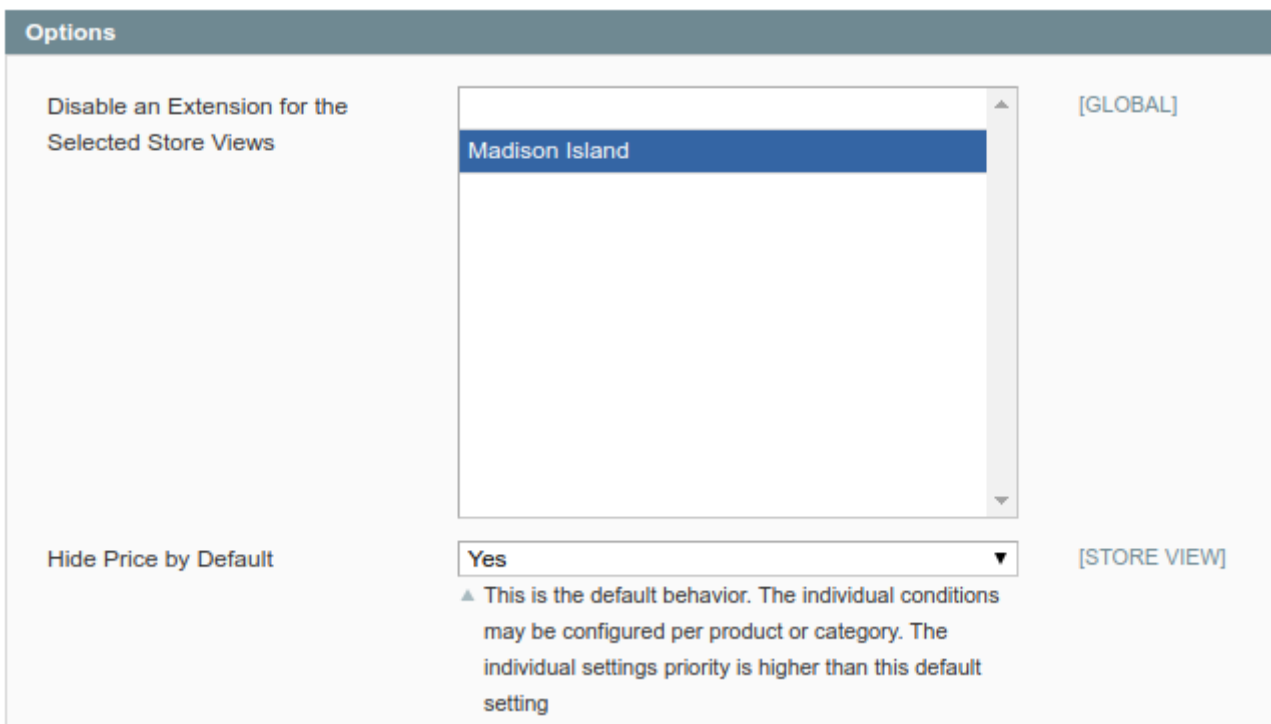 Options
Disable an Extension for the
Selected Store Views
Madison Island
[GLOBAL]
Hide Price by Default
Yes
[STORE VIEW]
This is the default behavior. The individual conditions
may be configured per product or category. The
individual settings priority is higher than this default
setting